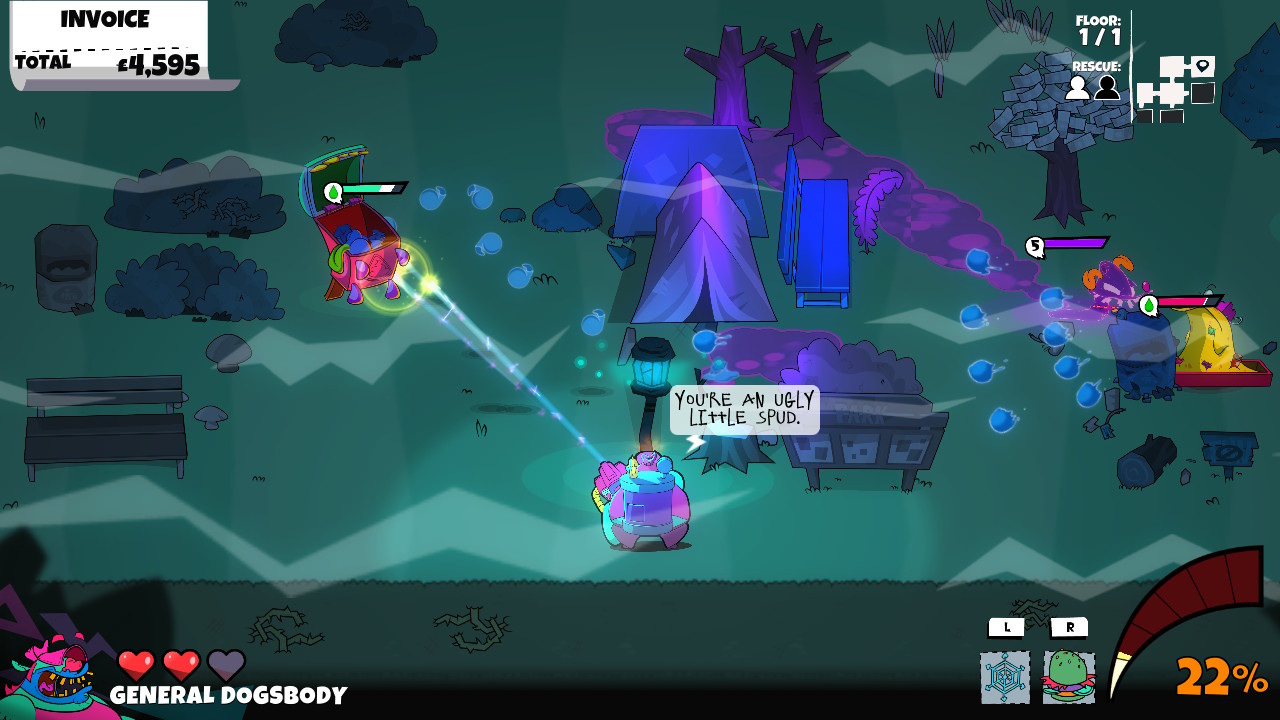 INVOICE
TOTAL £4,595
FLOOR:
1/1
RESCUE:
5
YOU'RE AN UGLY
LITTLE SPUD.
L R
22%
GENERAL DOGSBODY